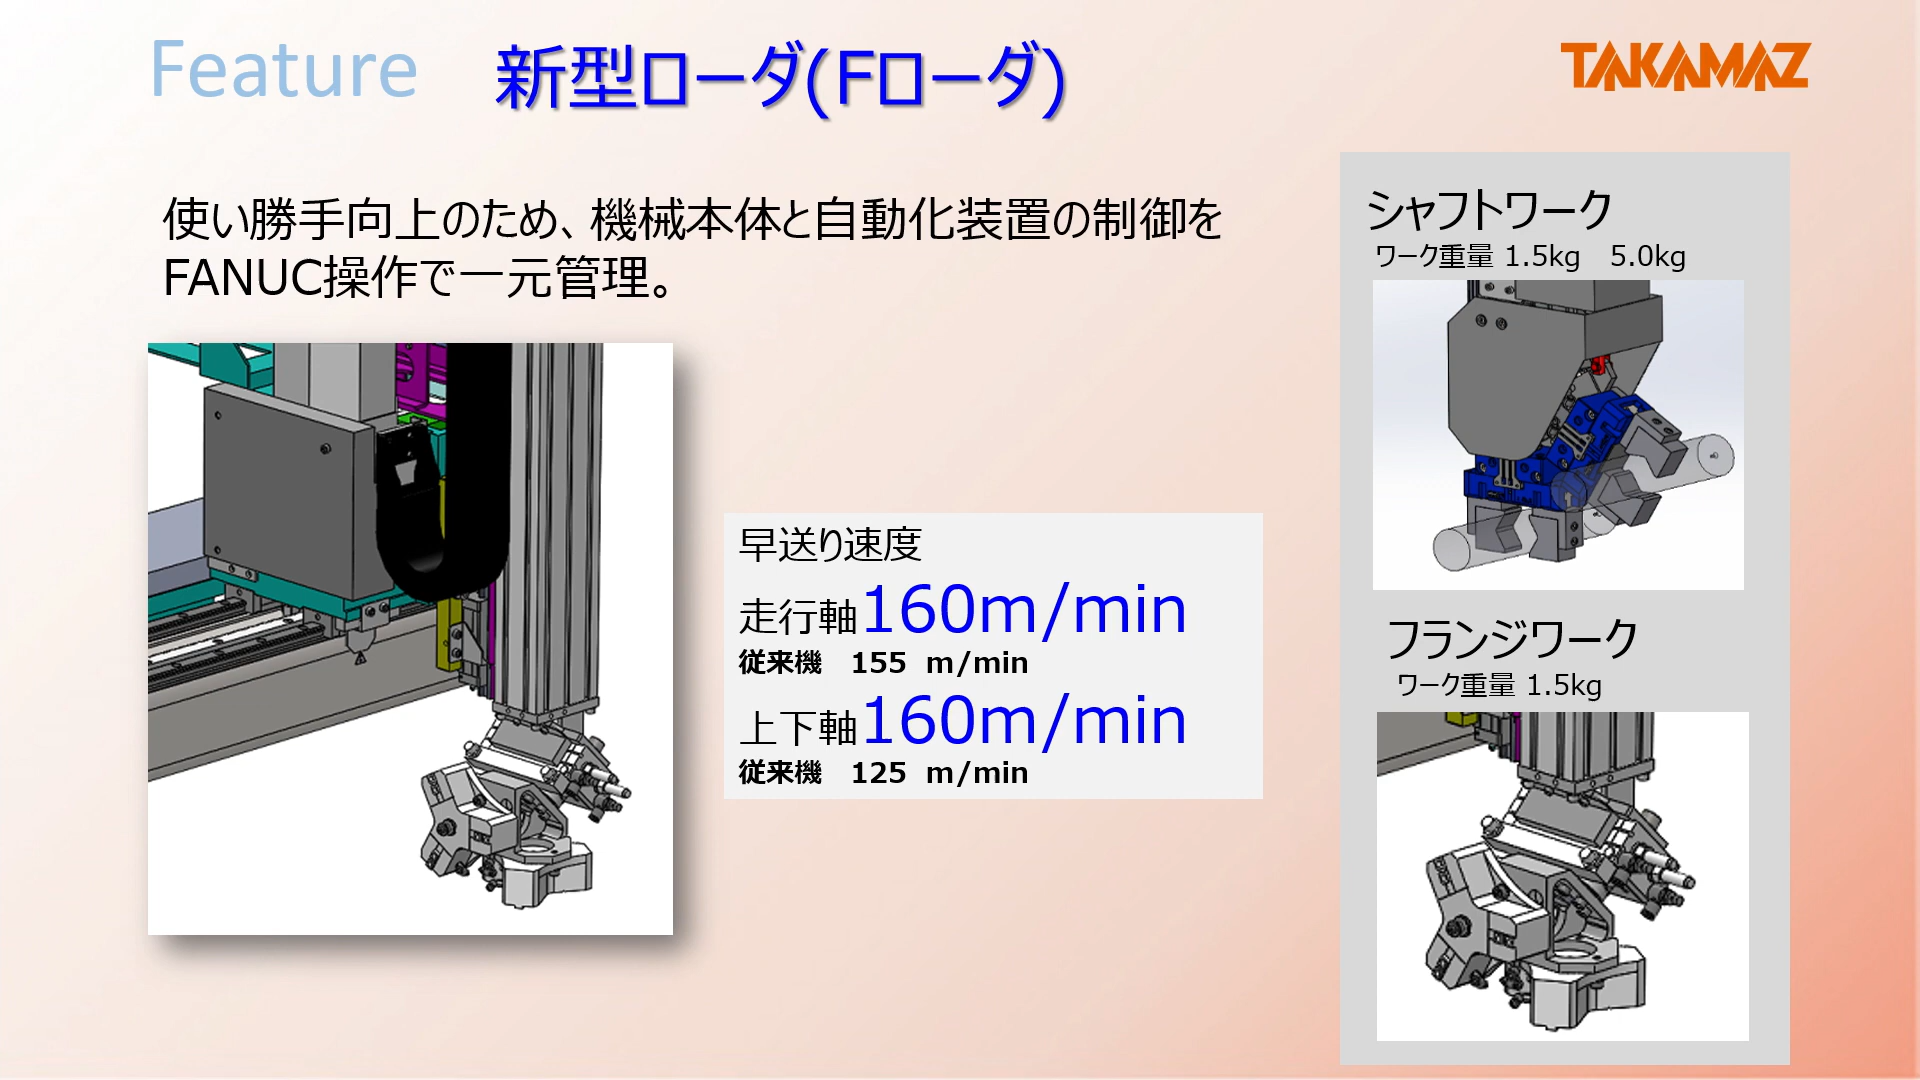 Feature 新型ローダ(Fローダ)
TAKAMAZ
使い勝手向上のため、機械本体と自動化装置の制御を
FANUC操作で一元管理。
早送り速度
走行軸160m/min
従来機 155 m/min
上下軸160m/min
従来機 125 m/min
シャフトワーク
ワーク重量 1.5kg 5.0kg
フランジワーク
ワーク重量 1.5kg